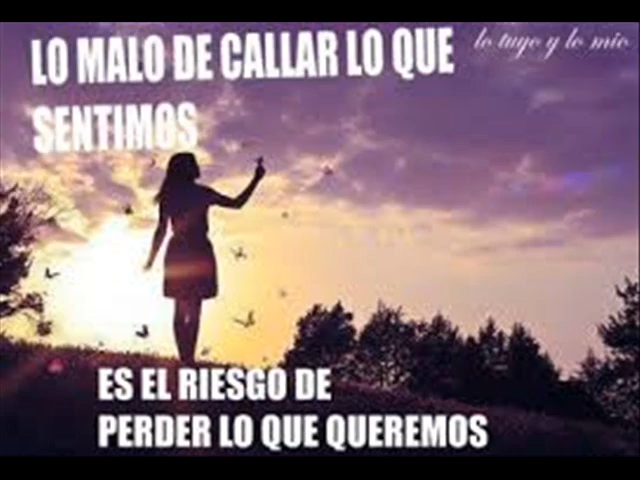 LO MALO DE CALLAR LO QUE
SENTIMOS
lo tuyo y lo mio
ES EL RIESGO DE
PERDER LO QUE QUEREMOS